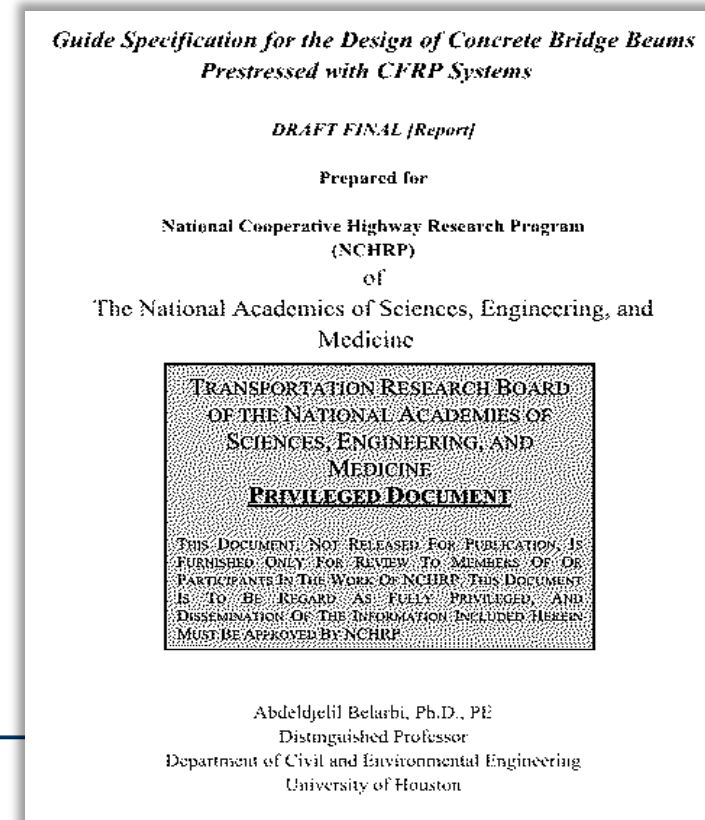 Guide Specification for the Design of Concrete Bridge Beams
Prestressed with CFRP Systems
DRAFT FINAL [Report]
Prepared for
National Cooperative Highway Research Program
(NCHRP)
of
The National Academies of Sciences, Engineering, and
Medicine
TRANSPORTATION RESEARCH BOARD
OF THE NATIONAL ACADEMIES OF
SCIENCES, ENGINEERING, AND
MEDICINE
PRIVILEGED DOCUMENT
THIS DOCUMENT, NOT RELEASED FOR PUBLICATION, IS
FURNISHED ONLY FOR REVIEW TO MEMBERS OF OR
PARTICIPANTS IN THE WORK OF NCHRP. THIS DOCUMENT
IS TO BE REGARD AS FULLY PRIVILEGED, AND
DISSEMINATION OF THE INFORMATION INCLUDED HEREIN
MUST BE APPROVED BY NCHRP
Abdeldjelil Belarbi, Ph.D., PE
Distinguished Professor
Department of Civil and Environmental Engineering
University of Houston